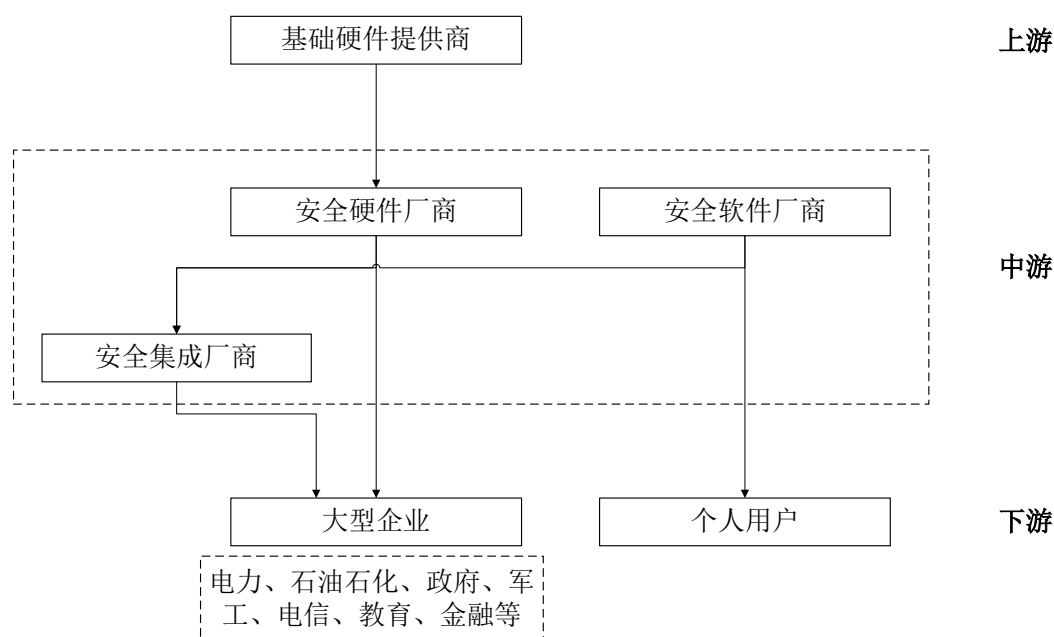 基础硬件提供商
上游
安全硬件厂商
安全软件厂商
中游
安全集成厂商
大型企业
个人用户
下游
电力、石油石化、政府、军
工、电信、教育、金融等